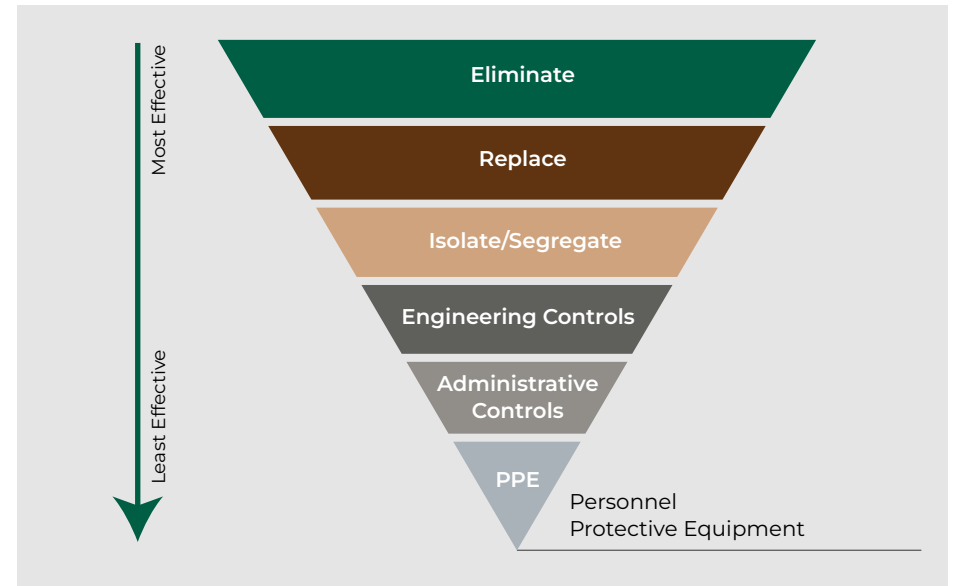 Most Effective
Least Effective
Eliminate
Replace
Isolate/Segregate
Engineering Controls
Administrative
Controls
PPE
Personnel
Protective Equipment